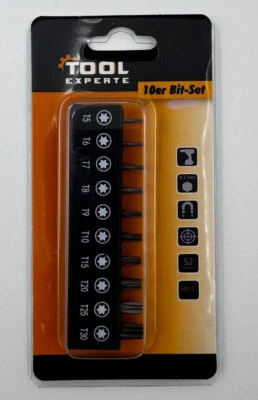 TOOL
EXPERTE
10er Bit-Set
T5
T6
T7
T8
T9
T10
T15
T20
T25
T30
S2